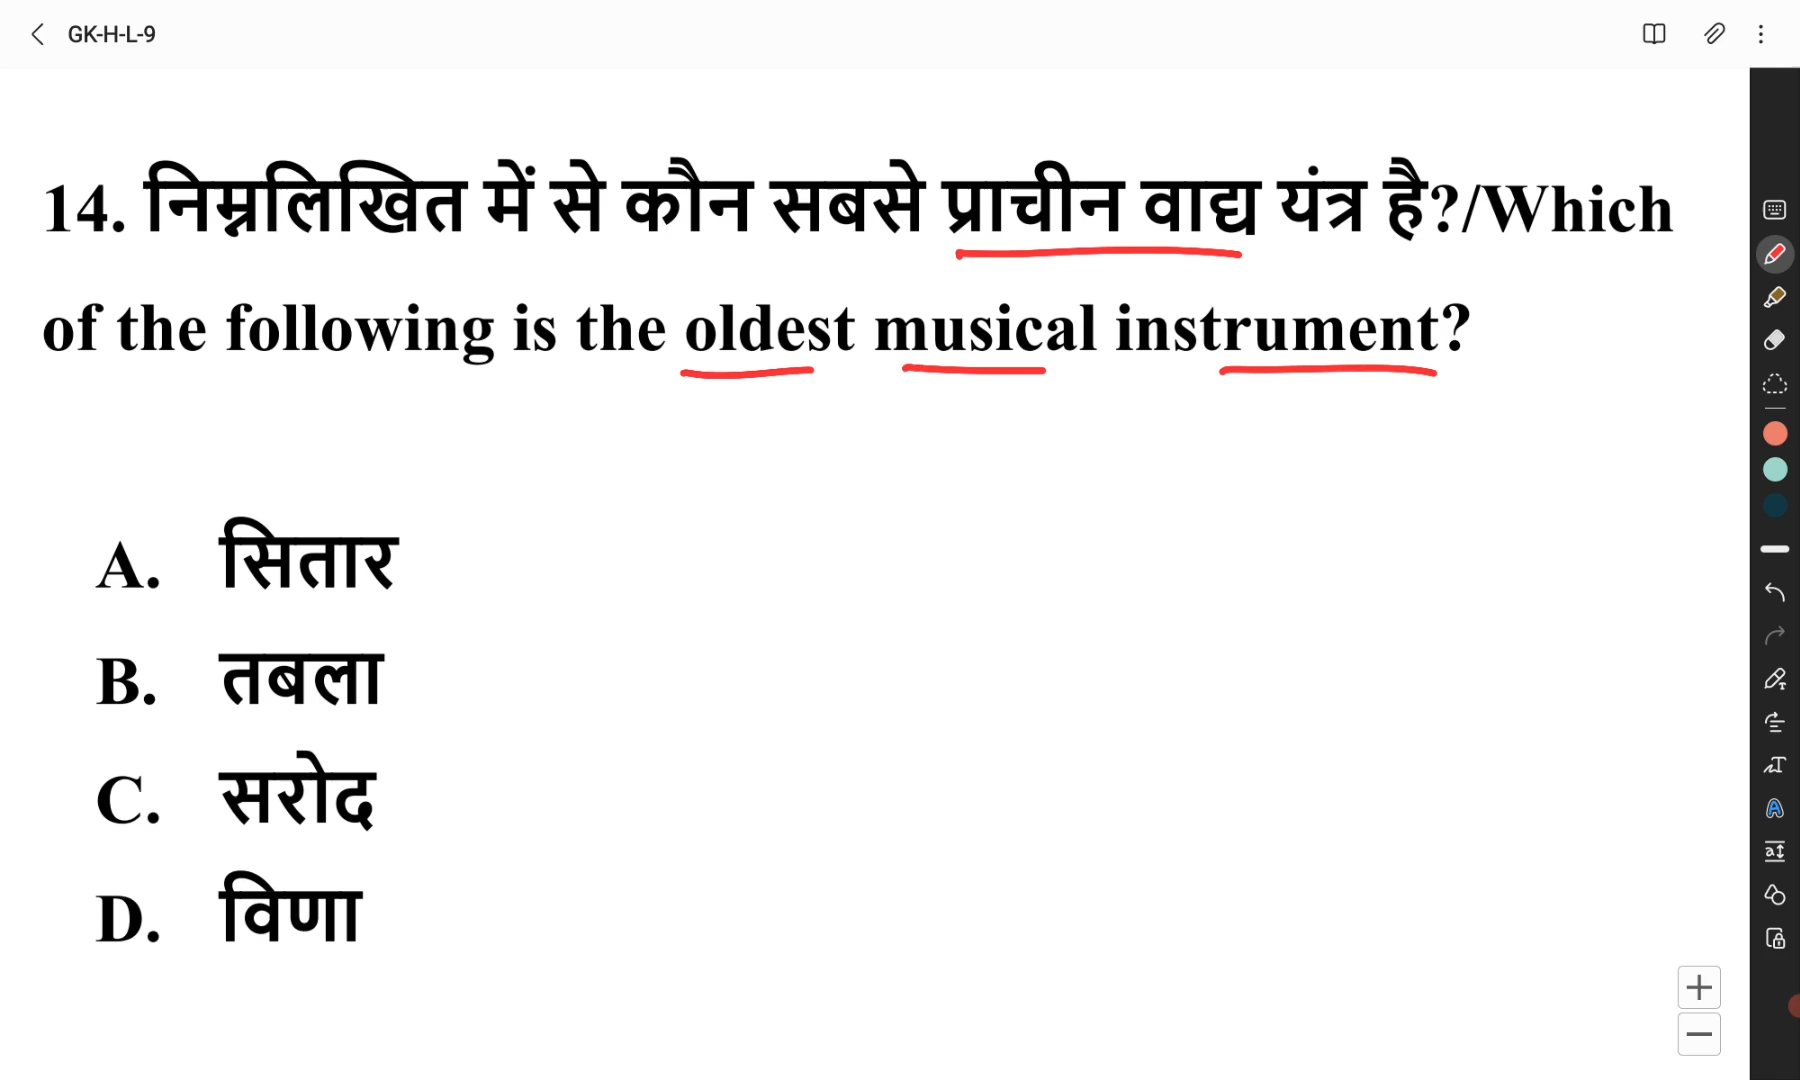 GK-H-L-9
14. निम्नलिखित में से कौन सबसे प्राचीन वाद्य यंत्र है?/Which
of the following is the oldest musical instrument?
A. सितार
B. तबला
C. सरोद
D. विणा